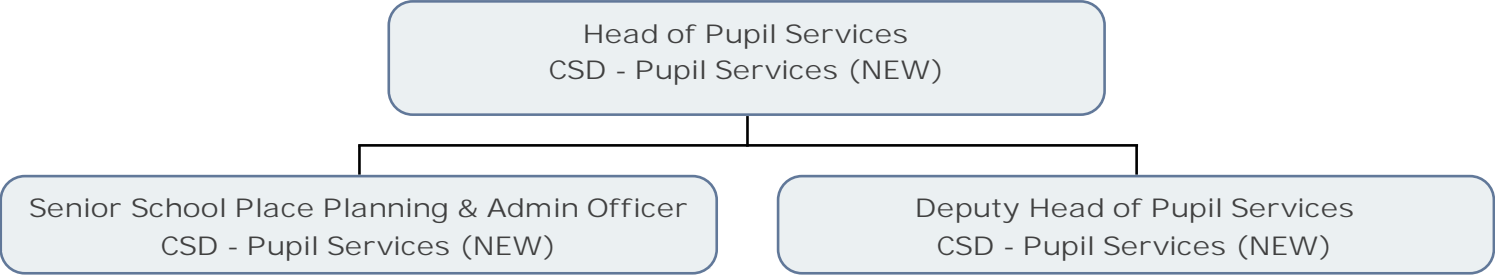 Head of Pupil Services
CSD - Pupil Services (NEW)
Senior School Place Planning & Admin Officer
CSD - Pupil Services (NEW)
Deputy Head of Pupil Services
CSD - Pupil Services (NEW)